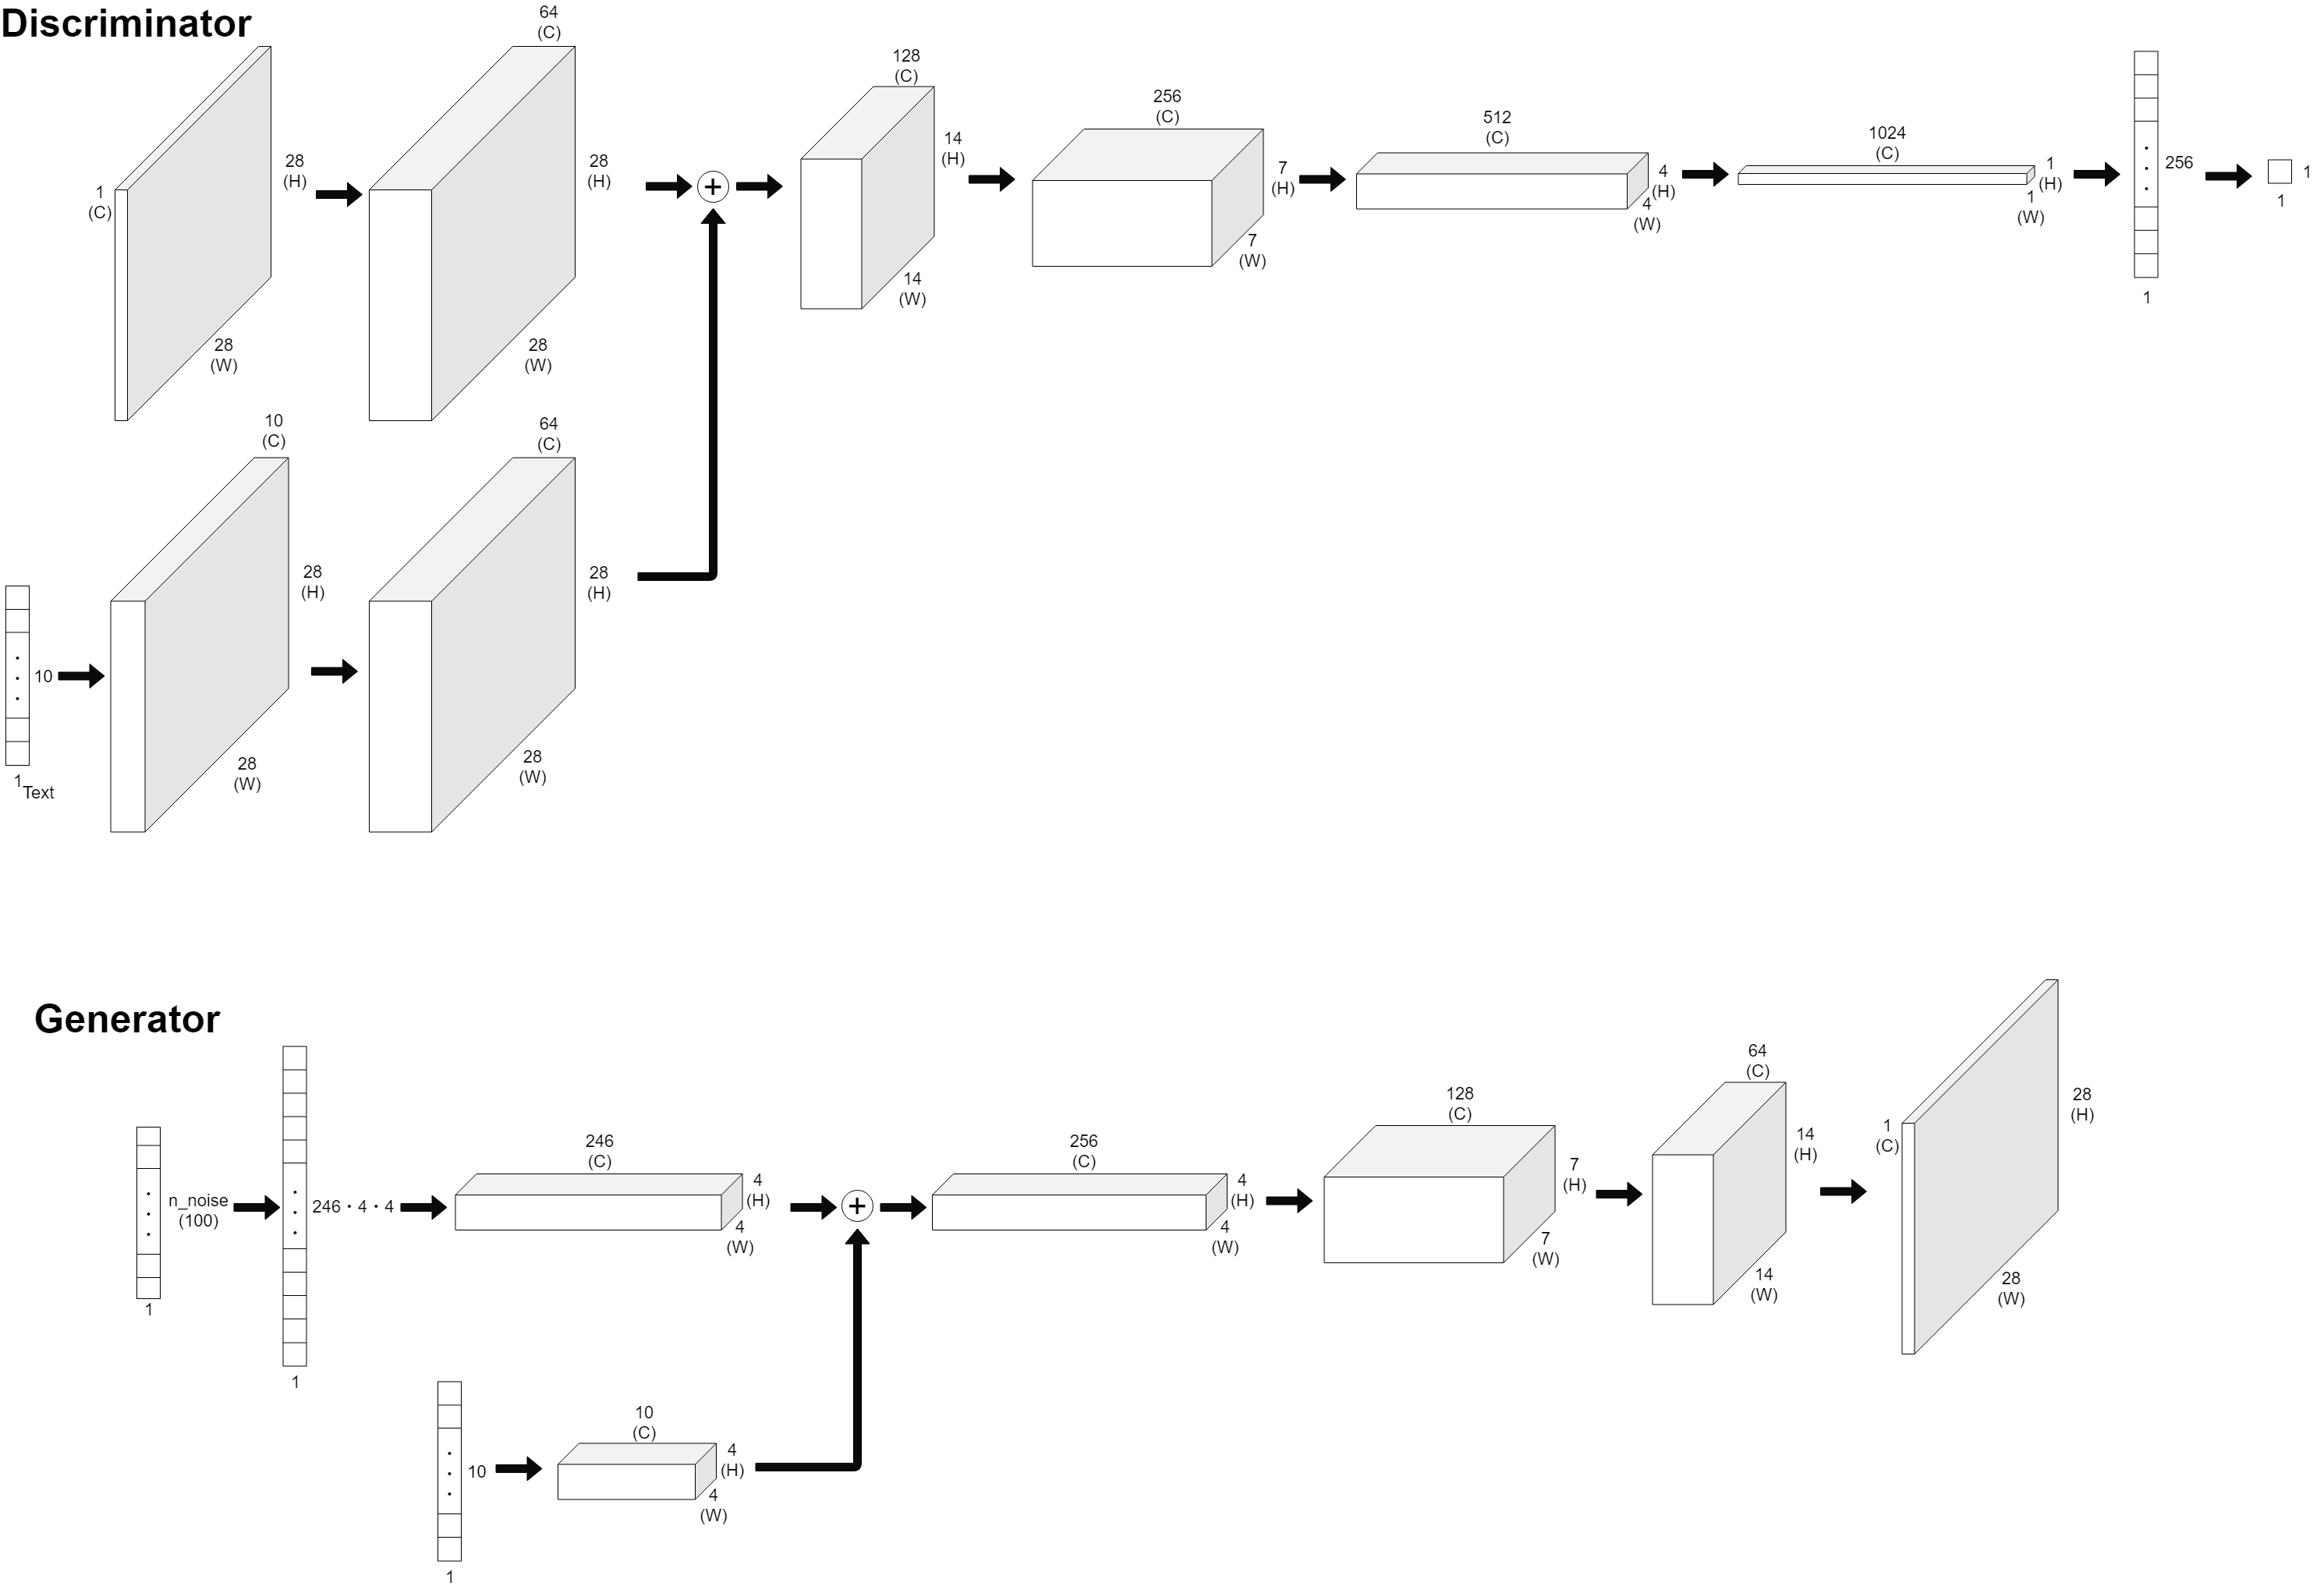 Discriminator
64
(C)
1
(C)
28
(H)
28
(W)
28
(H)
28
(W)
128
(C)
14
(H)
14
(W)
256
(C)
7
(H)
7
(W)
512
(C)
4
(H)
4
(W)
1024
(C)
1
(H)
1
(W)
256
1
1
1
10
(C)
28
(H)
28
(W)
64
(C)
28
(H)
28
(W)
10
1
Text
Generator
n_noise
(100)
1
246・4・4
1
246
(C)
4
(H)
4
(W)
256
(C)
4
(H)
4
(W)
128
(C)
7
(H)
7
(W)
64
(C)
14
(H)
14
(W)
1
(C)
28
(H)
28
(W)
10
1
10
(C)
4
(H)
4
(W)